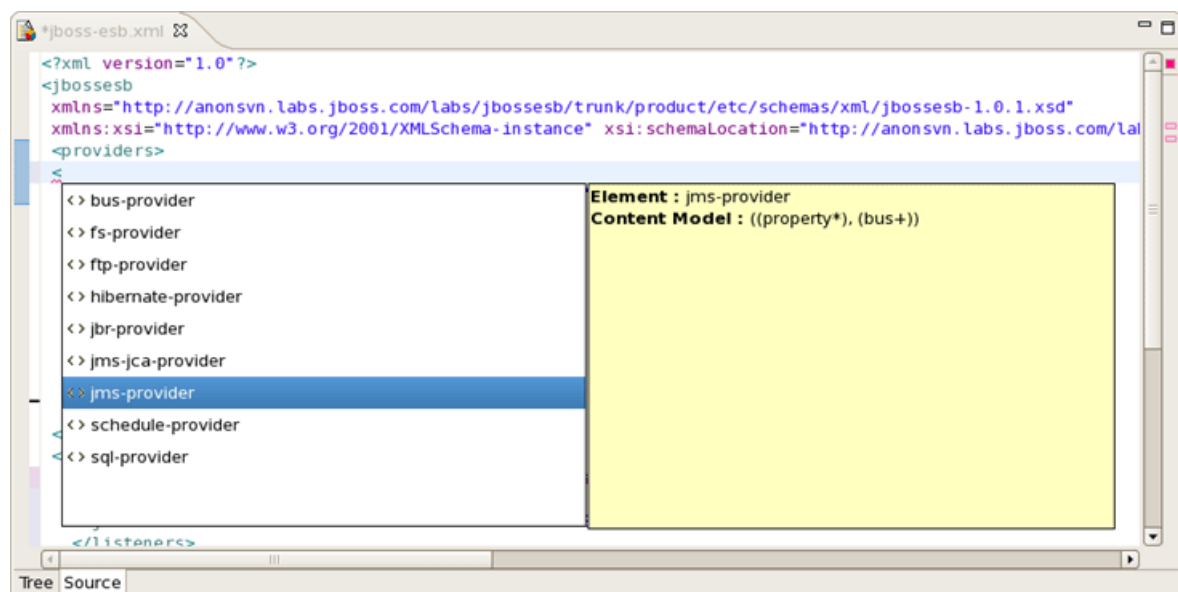 *jboss-esb.xml
<?xml version="1.0"?>
<jbossesb
xmlns="http://anonsvn.labs.jboss.com/labs/jbossesb/trunk/product/etc/schemas/xml/jbossesb-1.0.1.xsd"
xmlns:xsi="http://www.w3.org/2001/XMLSchema-instance" xsi:schemaLocation="http://anonsvn.labs.jboss.com/lal
<providers>
<
<> bus-provider
<> fs-provider
<> ftp-provider
<> hibernate-provider
<> jbr-provider
<> jms-jca-provider
<> jms-provider
<> schedule-provider
<> sql-provider
Element : jms-provider
Content Model : ((property*), (bus+))
</listeners>
Tree Source